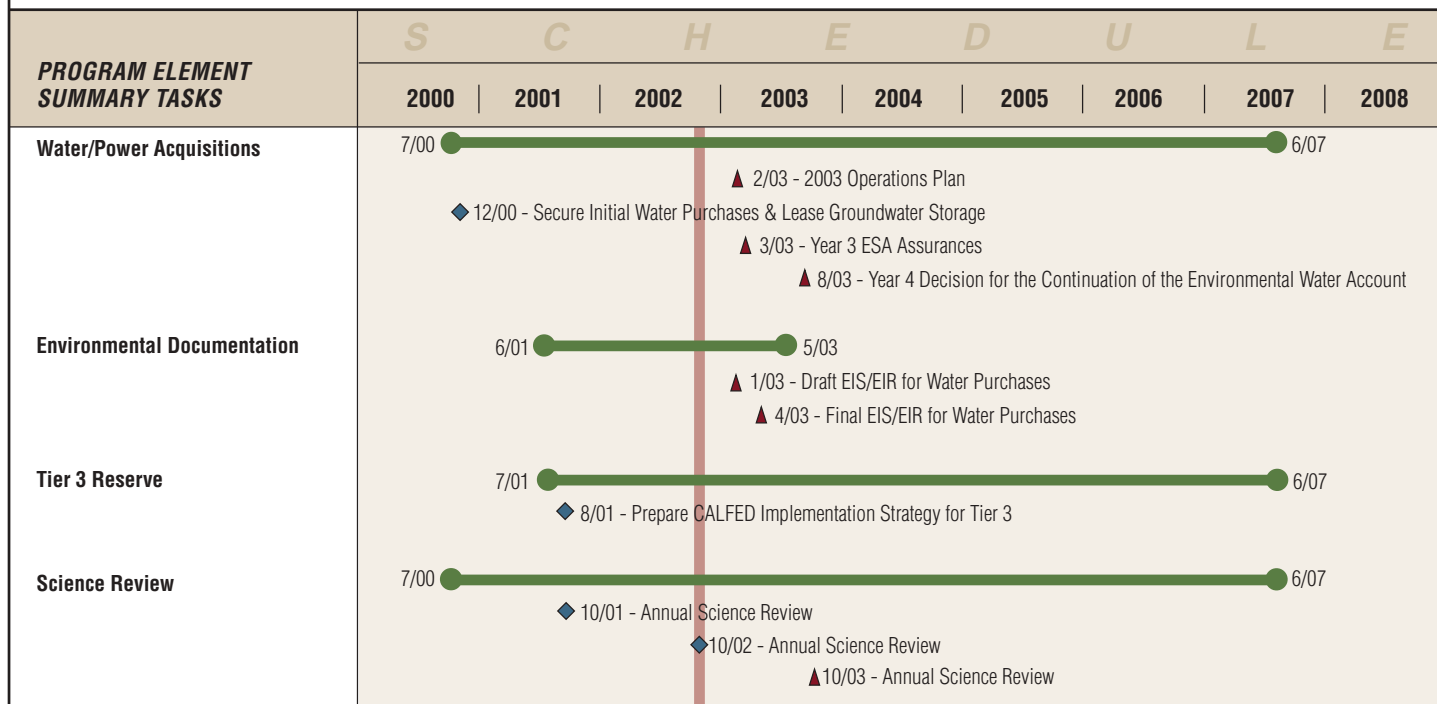 S C H E D U L E
PROGRAM ELEMENT
SUMMARY TASKS
2000 | 2001 | 2002 | 2003 | 2004 | 2005 | 2006 | 2007 | 2008
Water/Power Acquisitions
7/00 6/07
2/03 - 2003 Operations Plan
12/00 - Secure Initial Water Purchases & Lease Groundwater Storage
3/03 - Year 3 ESA Assurances
8/03 - Year 4 Decision for the Continuation of the Environmental Water Account
Environmental Documentation
6/01 5/03
1/03 - Draft EIS/EIR for Water Purchases
4/03 - Final EIS/EIR for Water Purchases
Tier 3 Reserve
7/01 6/07
8/01 - Prepare CALFED Implementation Strategy for Tier 3
Science Review
7/00 6/07
10/01 - Annual Science Review
10/02 - Annual Science Review
10/03 - Annual Science Review